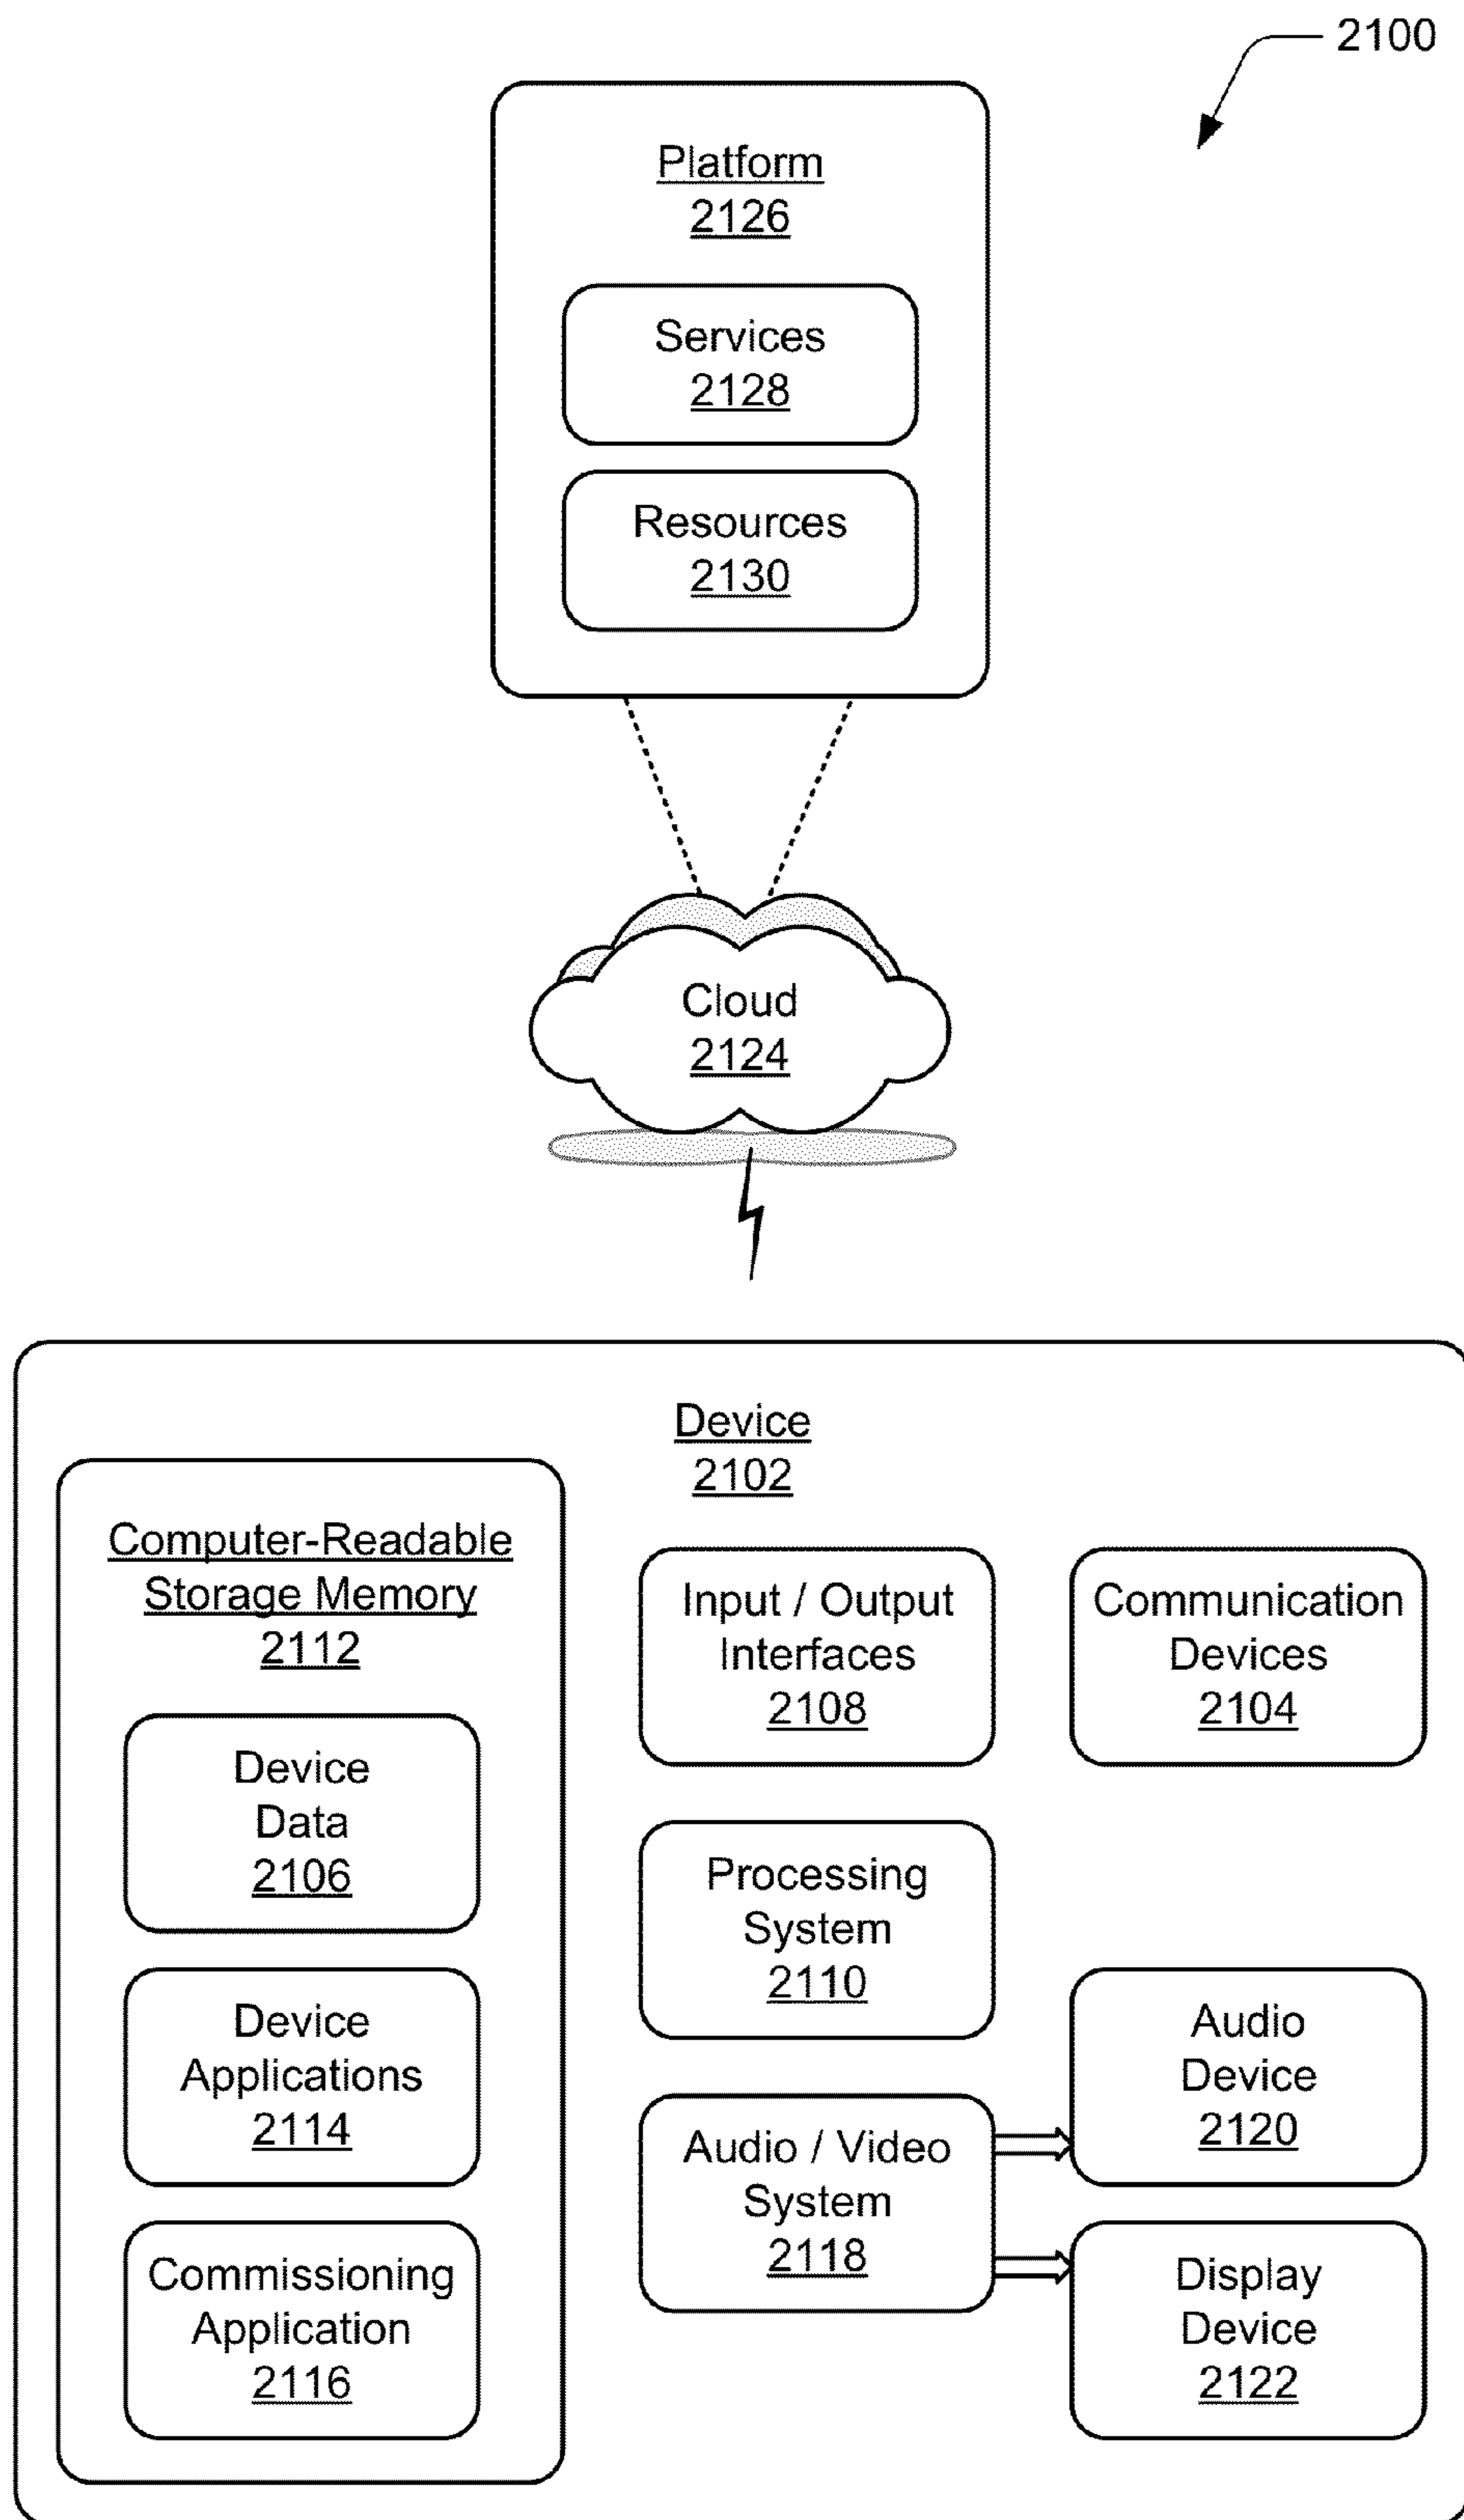 2100
Platform
2126
Services
2128
Resources
2130
Cloud
2124
Device
2102
Computer-Readable
Storage Memory
2112
Device
Data
2106
Device
Applications
2114
Commissioning
Application
2116
Input / Output
Interfaces
2108
Communication
Devices
2104
Processing
System
2110
Audio / Video
System
2118
Audio
Device
2120
Display
Device
2122